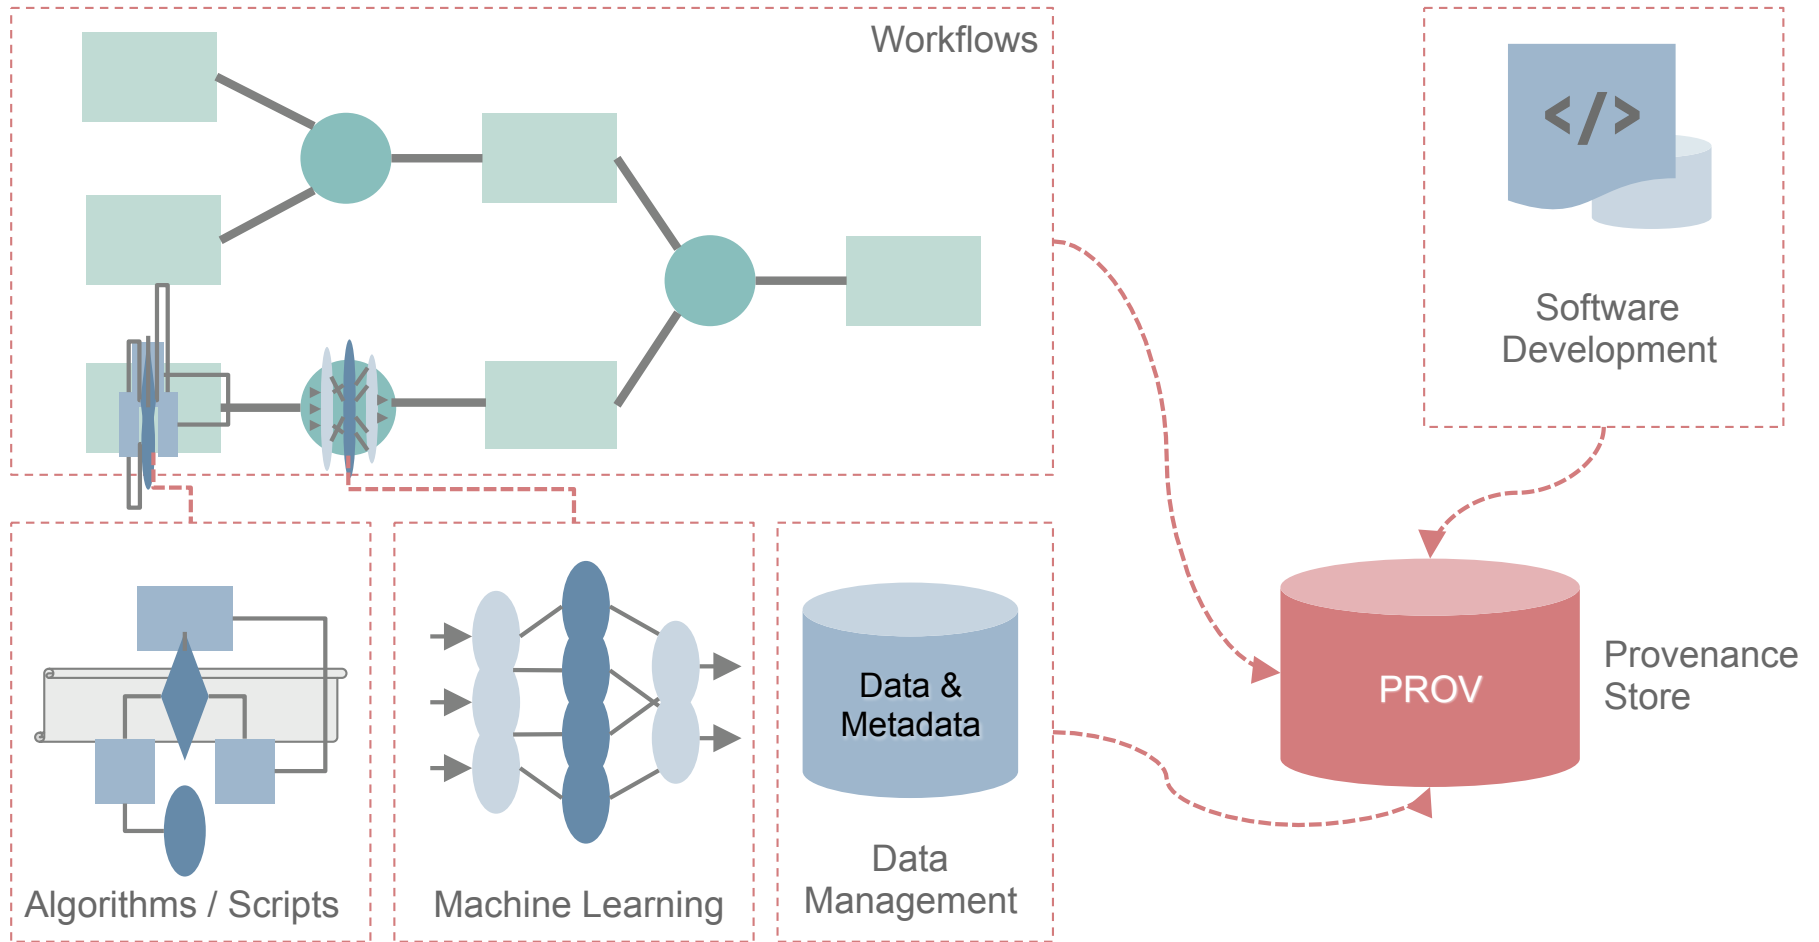 Workflows
</>
Software
Development
Data &
Metadata
PROV
Provenance
Store
Algorithms / Scripts
Machine Learning
Data
Management